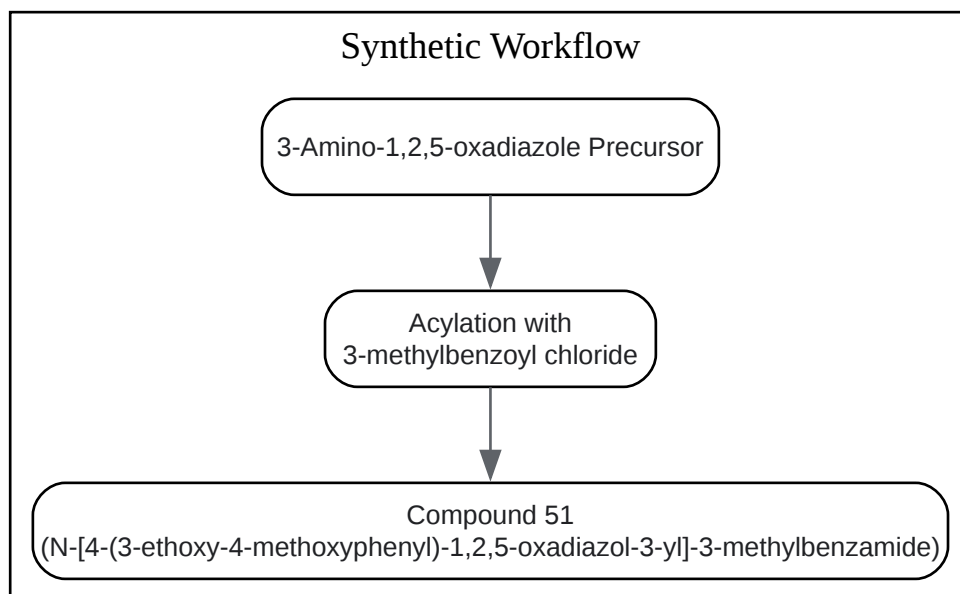 Synthetic Workflow
3-Amino-1,2,5-oxadiazole Precursor
Acylation with
3-methylbenzoyl chloride
Compound 51
(N-[4-(3-ethoxy-4-methoxyphenyl)-1,2,5-oxadiazol-3-yl]-3-methylbenzamide)